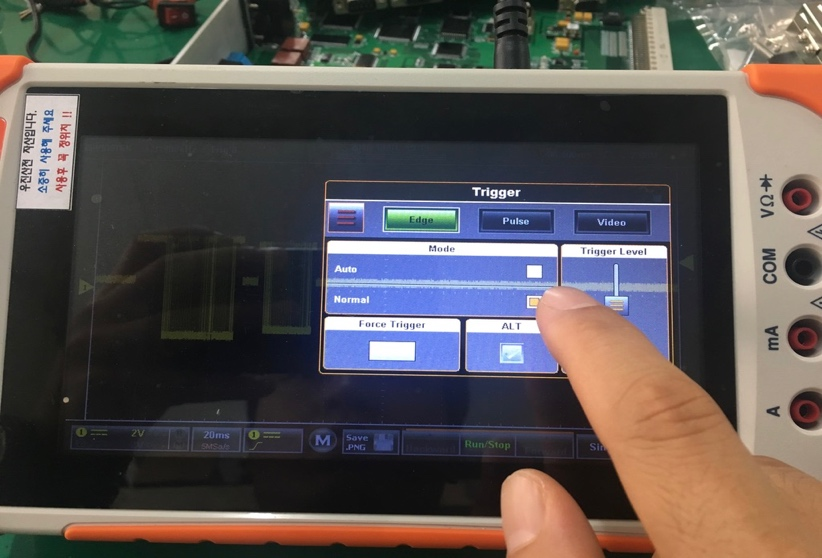 우진산전 자산입니다.
소중히 사용해 주세요
사용후 꼭 정위치 !!
Trigger
Edge
Pulse
Video
Mode
Trigger Level
Auto
Normal
Force Trigger
ALT
2V
20ms
5MSa/s
M
Save
.PNG
Run/Stop
VΩ
COM
mA
A